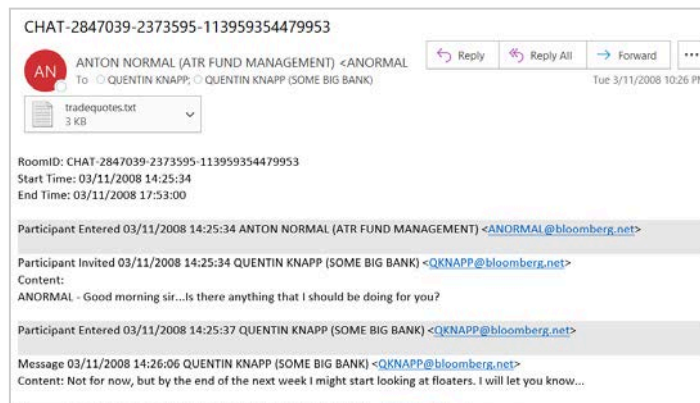 CHAT-2847039-2373595-113959354479953
AN
ANTON NORMAL (ATR FUND MANAGEMENT) <ANORMAL
Reply
Reply All
Forward
...
To QUENTIN KNAPP; QUENTIN KNAPP (SOME BIG BANK)
Tue 3/11/2008 10:26 PM
tradequotes.txt
3 KB
RoomID: CHAT-2847039-2373595-113959354479953
Start Time: 03/11/2008 14:25:34
End Time: 03/11/2008 17:53:00
Participant Entered 03/11/2008 14:25:34 ANTON NORMAL (ATR FUND MANAGEMENT) <ANORMAL@bloomberg.net>
Participant Invited 03/11/2008 14:25:34 QUENTIN KNAPP (SOME BIG BANK) <QKNAPP@bloomberg.net>
Content:
ANORMAL - Good morning sir...Is there anything that I should be doing for you?
Participant Entered 03/11/2008 14:25:37 QUENTIN KNAPP (SOME BIG BANK) <QKNAPP@bloomberg.net>
Message 03/11/2008 14:26:06 QUENTIN KNAPP (SOME BIG BANK) <QKNAPP@bloomberg.net>
Content: Not for now, but by the end of the next week I might start looking at floaters. I will let you know...